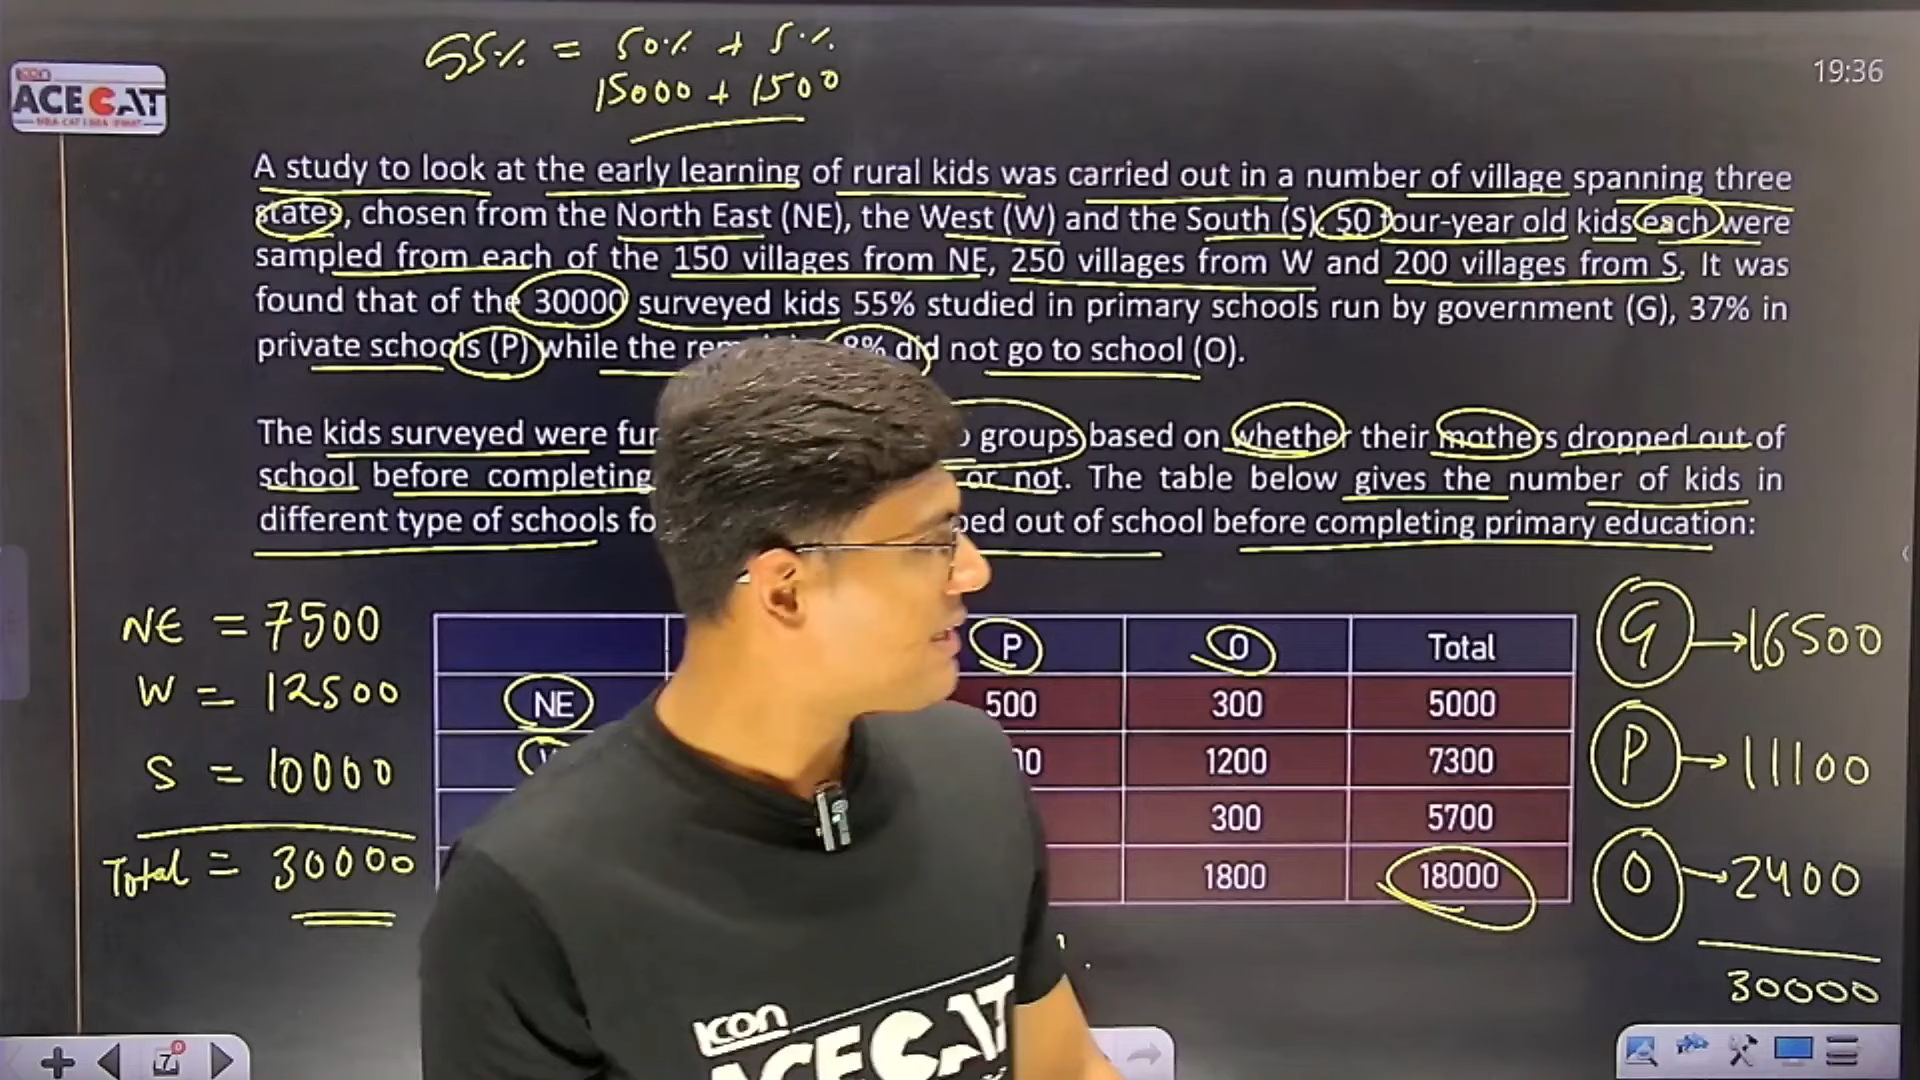 55% = 50% + 5%
15000 + 1500
19:36
icon
ACE CAT
A study to look at the early learning of rural kids was carried out in a number of village spanning three
states, chosen from the North East (NE), the West (W) and the South (S). 50 four-year old kids each were
sampled from each of the 150 villages from NE, 250 villages from W and 200 villages from S. It was
found that of the 30000 surveyed kids 55% studied in primary schools run by government (G), 37% in
private schools (P) while the 8% did not go to school (O).
The kids surveyed were groups based on whether their mothers dropped out of
school before completing or not. The table below gives the number of kids in
different type of schools out of school before completing primary education:
NE = 7500
W = 12500
S = 10000
Total = 30000
P O Total
NE 500 300 5000
1200 7300
300 5700
1800 18000
G → 16500
P → 11100
O → 2400
30000
Icon
ACE CAT
7
0